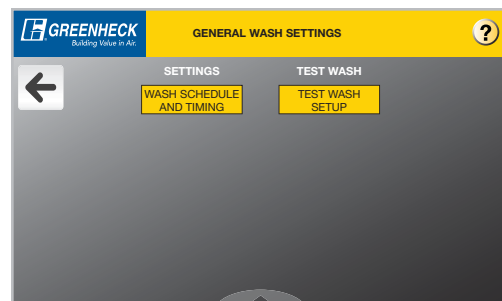 GREENHECK
Building Value in Air.
GENERAL WASH SETTINGS
?
SETTINGS
TEST WASH
WASH SCHEDULE
AND TIMING
TEST WASH
SETUP